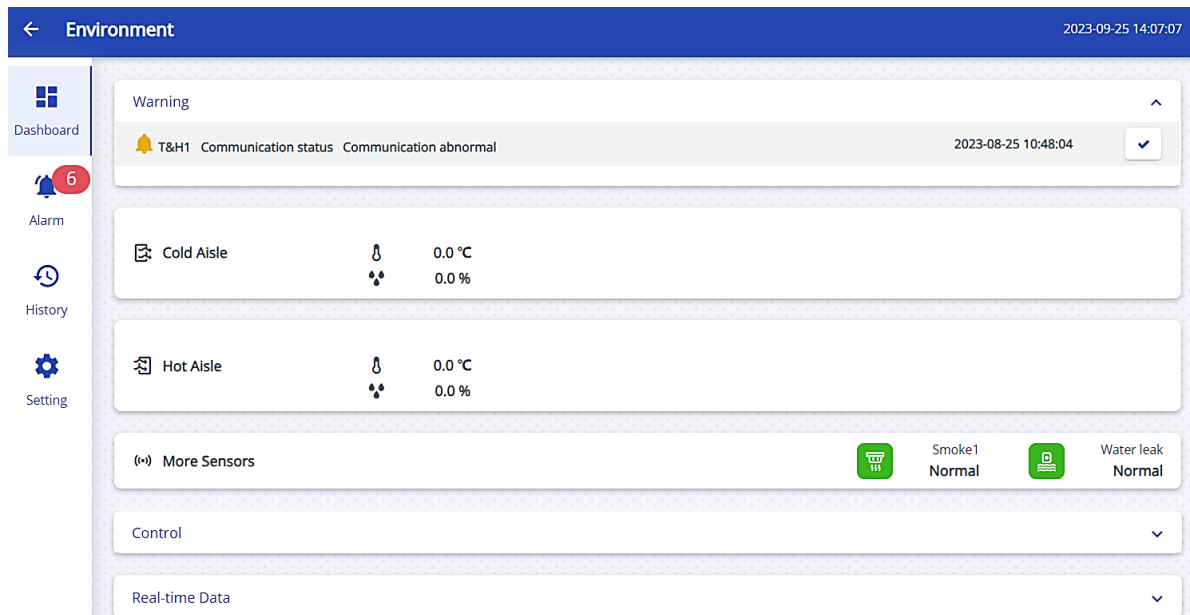 Environment
2023-09-25 14:07:07
Dashboard
6
Alarm
History
Setting
Warning
T&H1 Communication status Communication abnormal 2023-08-25 10:48:04
Cold Aisle 0.0 ℃
0.0 %
Hot Aisle 0.0 ℃
0.0 %
More Sensors
Smoke1
Normal
Water leak
Normal
Control
Real-time Data